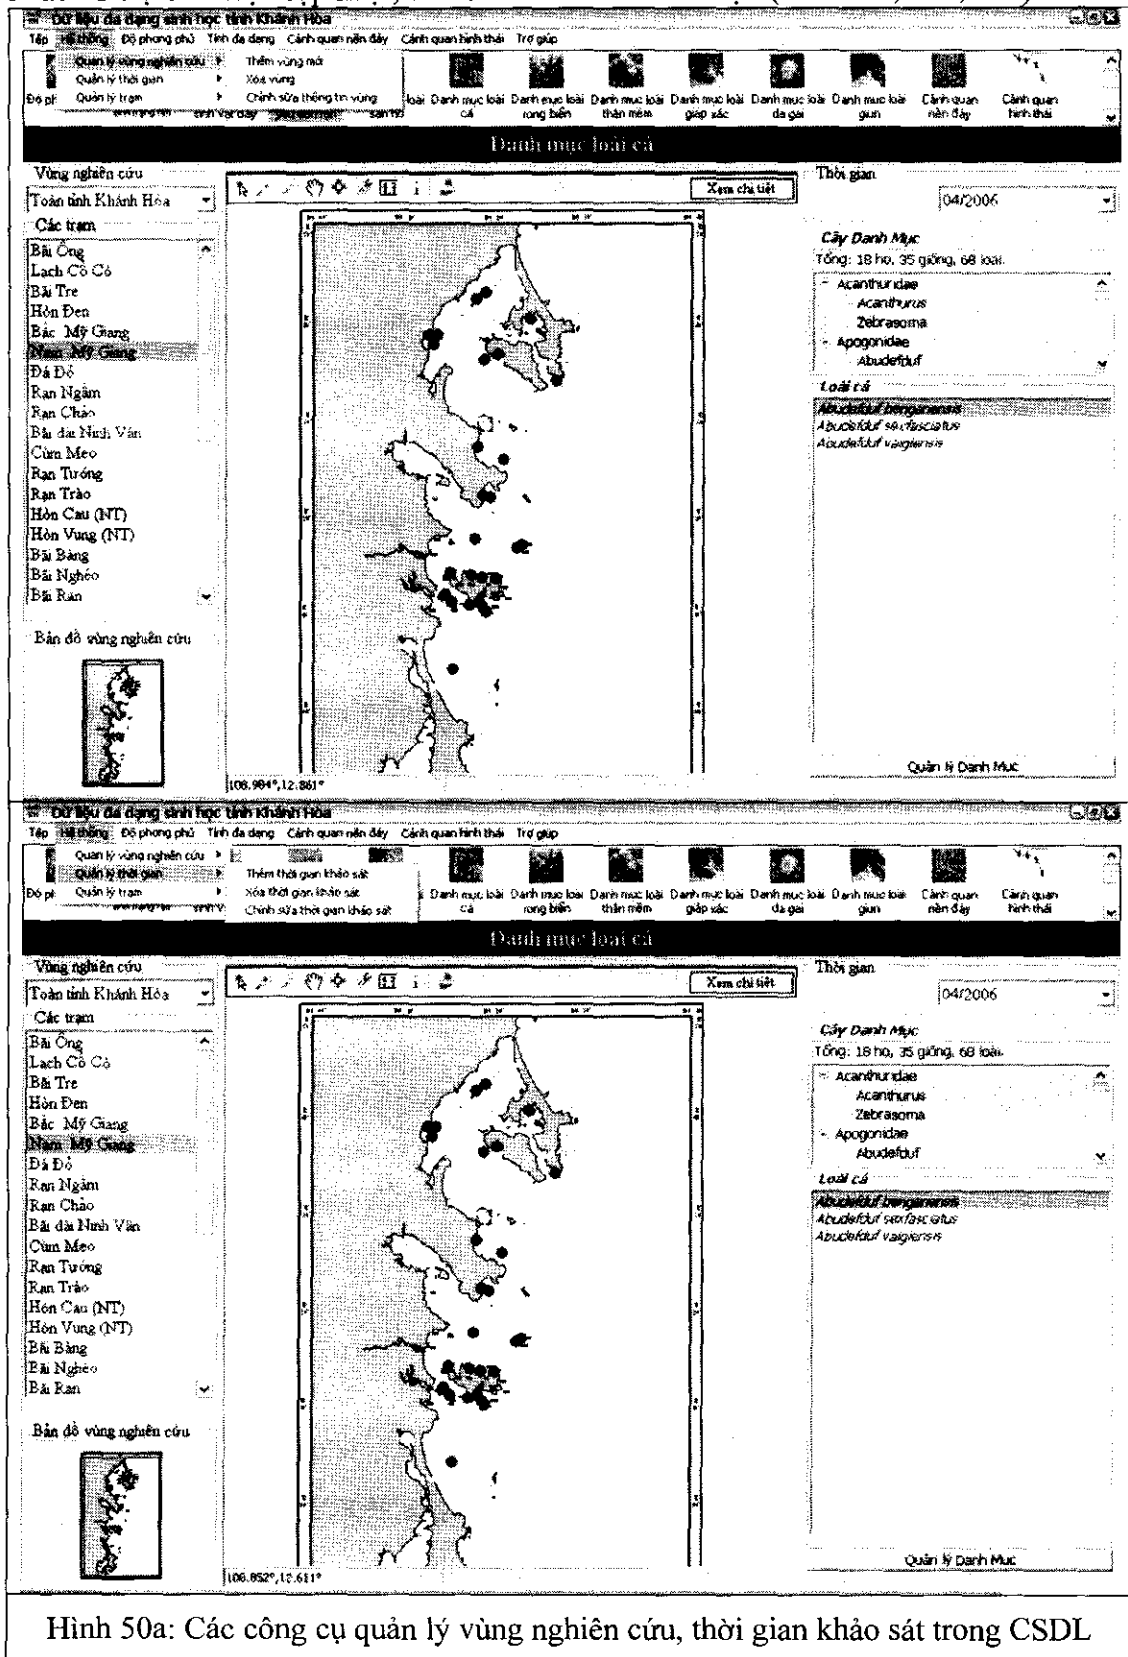 Dữ liệu đa dạng sinh học tỉnh Khánh Hòa
Tệp Hệ thống Độ phong phú Tính đa dạng Cảnh quan nền đáy Cảnh quan hình thái Trợ giúp
Quản lý vùng nghiên cứu
Quản lý thời gian
Quản lý trạm
Thêm vùng mới
Xóa vùng
Chỉnh sửa thông tin vùng
Danh mục loài cá
Danh mục loài rong biển
Danh mục loài thân mềm
Danh mục loài giáp xác
Danh mục loài da gai
Danh mục loài giun
Cảnh quan nền đáy
Cảnh quan hình thái
Danh mục loài cá
Vùng nghiên cứu
Toàn tỉnh Khánh Hòa
Các trạm
Bãi Ông
Lạch Cồ Cò
Bãi Tre
Hòn Đen
Bắc Mỹ Giang
Nam Mỹ Giang
Đá Đỏ
Rạn Ngầm
Rạn Chào
Bãi dài Ninh Vân
Cùm Meo
Rạn Tướng
Rạn Trào
Hòn Cau (NT)
Hòn Vung (NT)
Bãi Bàng
Bãi Nghéo
Bãi Rạn
Bản đồ vùng nghiên cứu
Xem chi tiết
108.984°,12.861°
Thời gian
04/2006
Cây Danh Mục
Tổng: 18 họ, 35 giống, 68 loài.
Acanthuridae
Acanthurus
Zebrasoma
Apogonidae
Abudefduf
Loài cá
Abudefduf bengalensis
Abudefduf sexfasciatus
Abudefduf vaigiensis
Quản lý Danh Mục
Dữ liệu đa dạng sinh học tỉnh Khánh Hòa
Tệp Hệ thống Độ phong phú Tính đa dạng Cảnh quan nền đáy Cảnh quan hình thái Trợ giúp
Quản lý vùng nghiên cứu
Quản lý thời gian
Quản lý trạm
Thêm thời gian khảo sát
Xóa thời gian khảo sát
Chỉnh sửa thời gian khảo sát
Danh mục loài cá
Danh mục loài rong biển
Danh mục loài thân mềm
Danh mục loài giáp xác
Danh mục loài da gai
Danh mục loài giun
Cảnh quan nền đáy
Cảnh quan hình thái
Danh mục loài cá
Vùng nghiên cứu
Toàn tỉnh Khánh Hòa
Các trạm
Bãi Ông
Lạch Cồ Cò
Bãi Tre
Hòn Đen
Bắc Mỹ Giang
Nam Mỹ Giang
Đá Đỏ
Rạn Ngầm
Rạn Chào
Bãi dài Ninh Vân
Cùm Meo
Rạn Tướng
Rạn Trào
Hòn Cau (NT)
Hòn Vung (NT)
Bãi Bàng
Bãi Nghéo
Bãi Rạn
Bản đồ vùng nghiên cứu
Xem chi tiết
108.852°,12.611°
Thời gian
04/2006
Cây Danh Mục
Tổng: 18 họ, 35 giống, 68 loài.
Acanthuridae
Acanthurus
Zebrasoma
Apogonidae
Abudefduf
Loài cá
Abudefduf bengalensis
Abudefduf sexfasciatus
Abudefduf vaigiensis
Quản lý Danh Mục
Hình 50a: Các công cụ quản lý vùng nghiên cứu, thời gian khảo sát trong CSDL